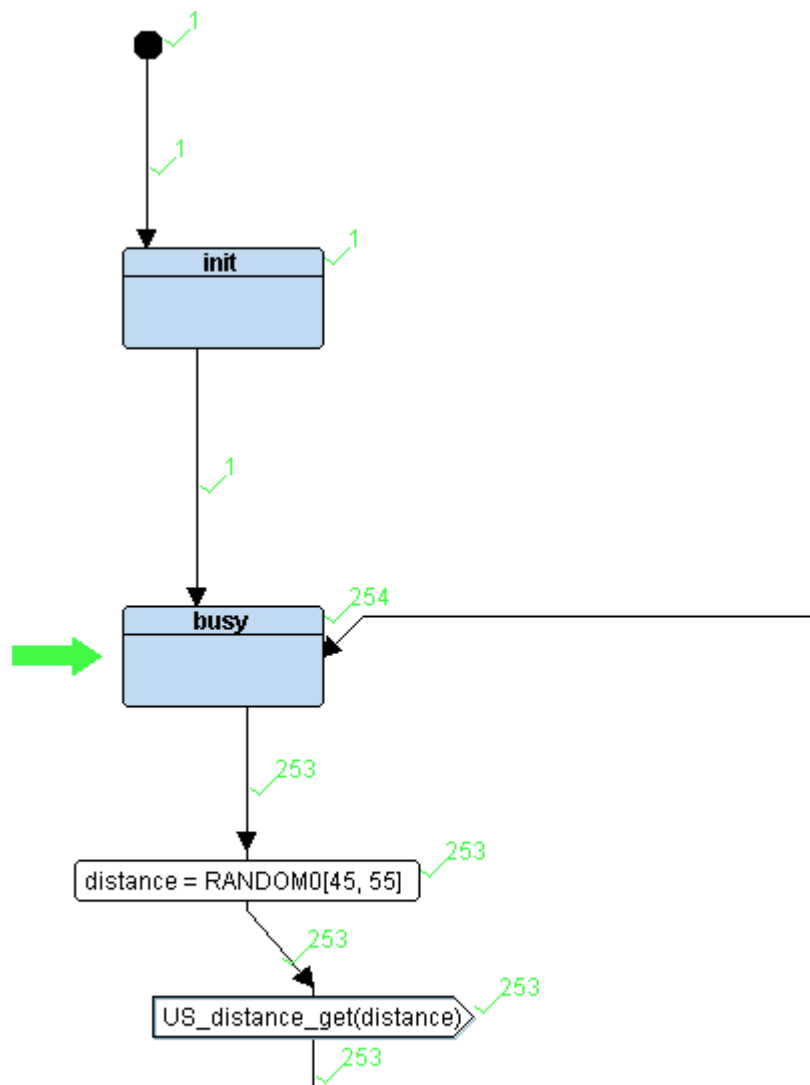 1
1
init
1
1
busy
254
253
distance = RANDOM0[45, 55]
253
253
US_distance_get(distance)
253
253